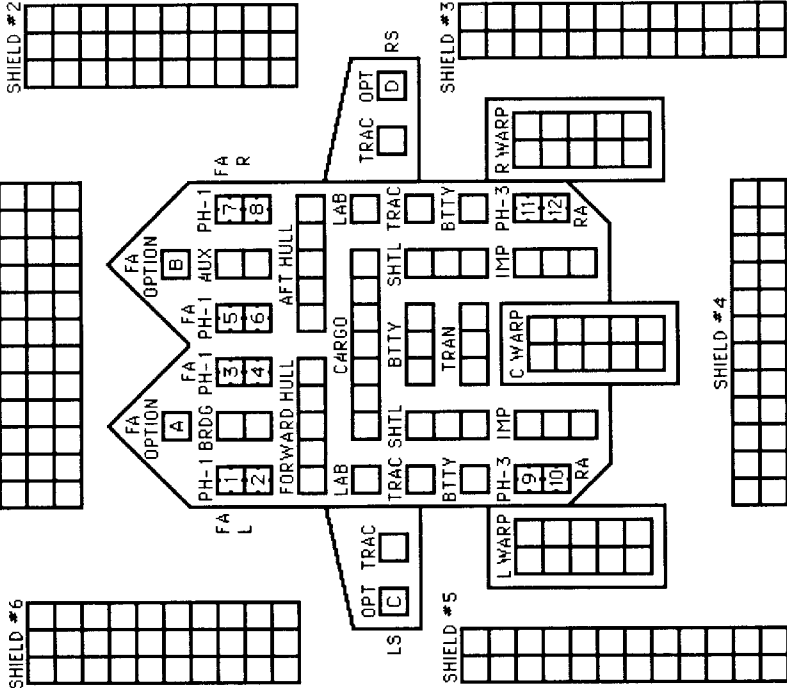 SHIELD #2
SHIELD #3
RS
TRAC OPT
D
FA
R
R WARP
FA
OPTION
B
PH-1 AUX PH-1
7
8
5
6
FA
AFT HULL
LAB
TRAC
BTTY
PH-3
11
12
RA
SHTL
IMP
CARGO
BTTY
TRAN
C WARP
SHIELD #4
FA
OPTION
A
PH-1 BRDG PH-1
1
2
3
4
FA
FORWARD HULL
LAB
TRAC
BTTY
PH-3
9
10
RA
SHTL
IMP
FA
L
OPT TRAC
C
LS
L WARP
SHIELD #6
SHIELD #5